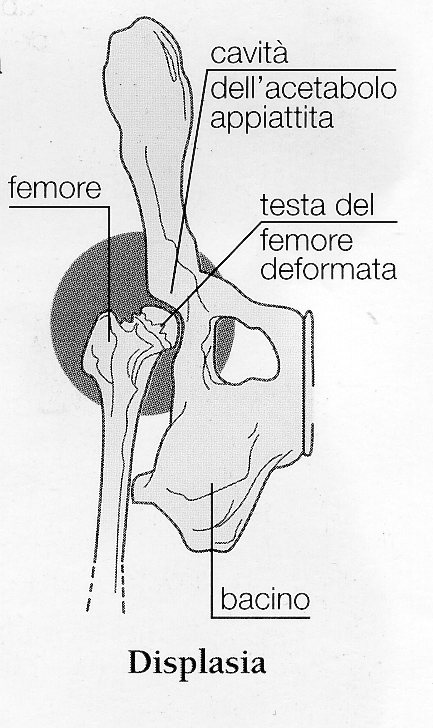 cavità
dell'acetabolo
appiattita
femore
testa del
femore
deformata
bacino
Displasia